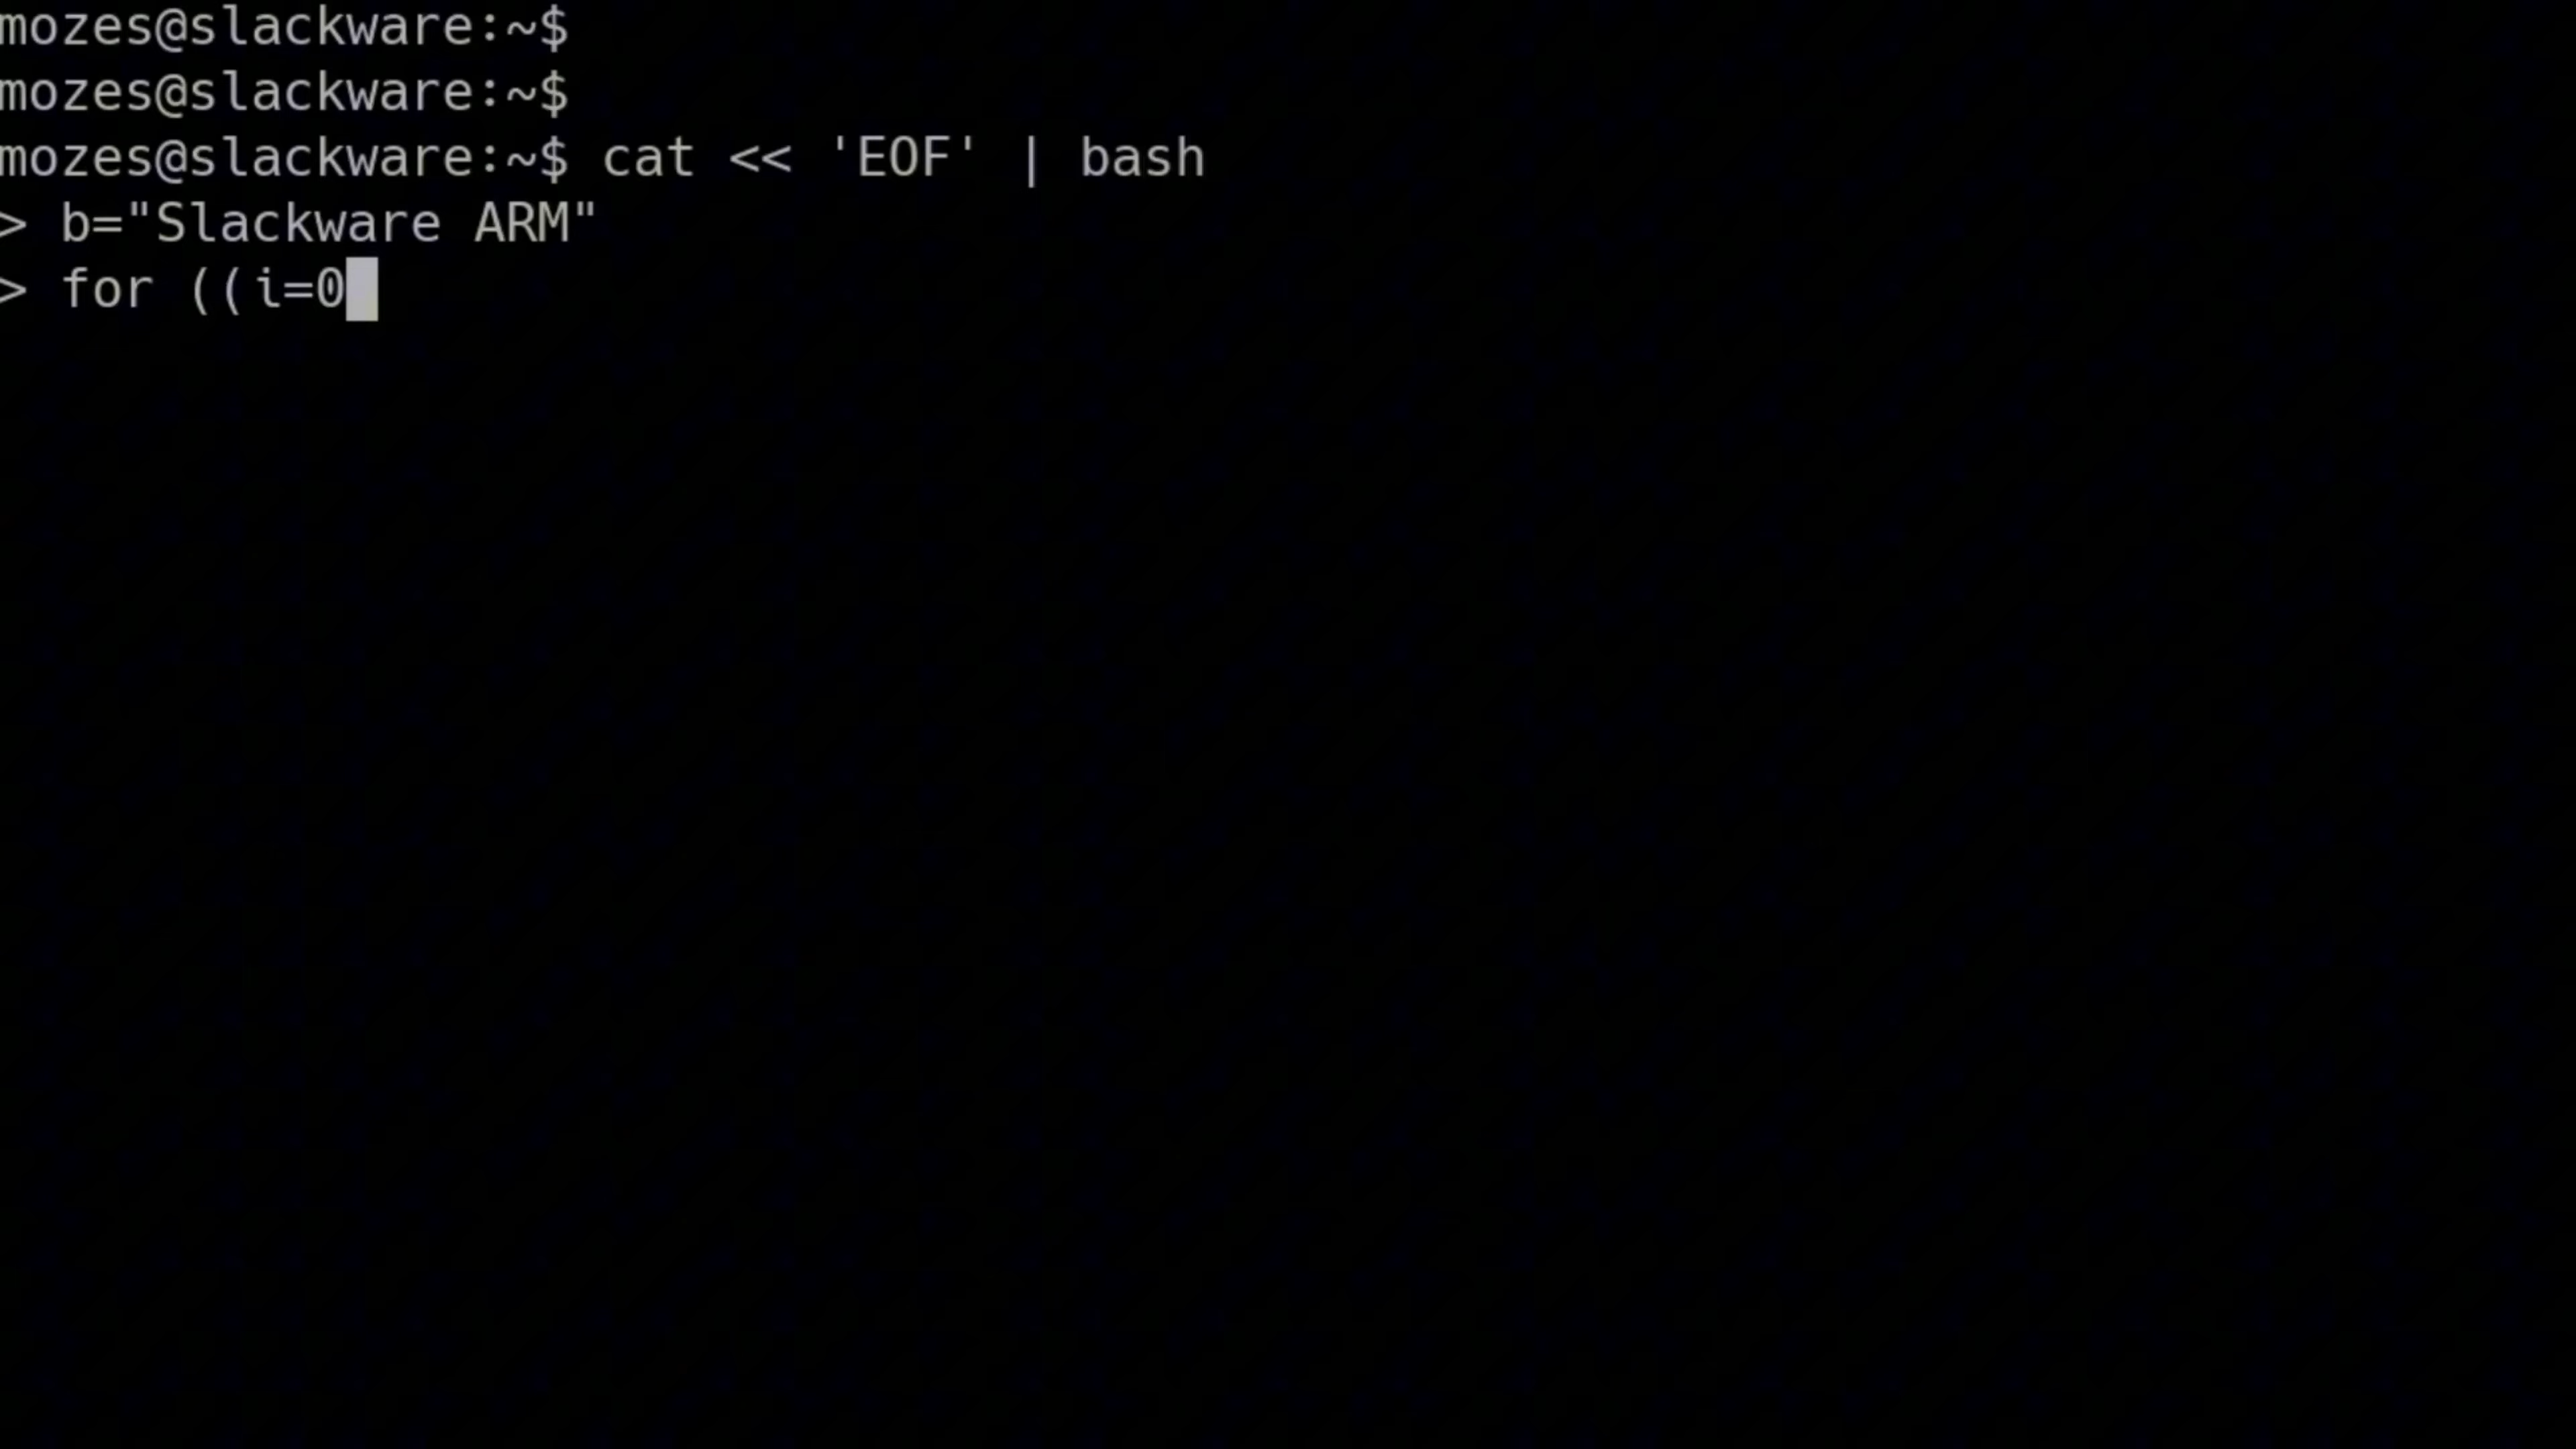 mozes@slackware:~$
mozes@slackware:~$
mozes@slackware:~$ cat << 'EOF' | bash
> b="Slackware ARM"
> for ((i=0